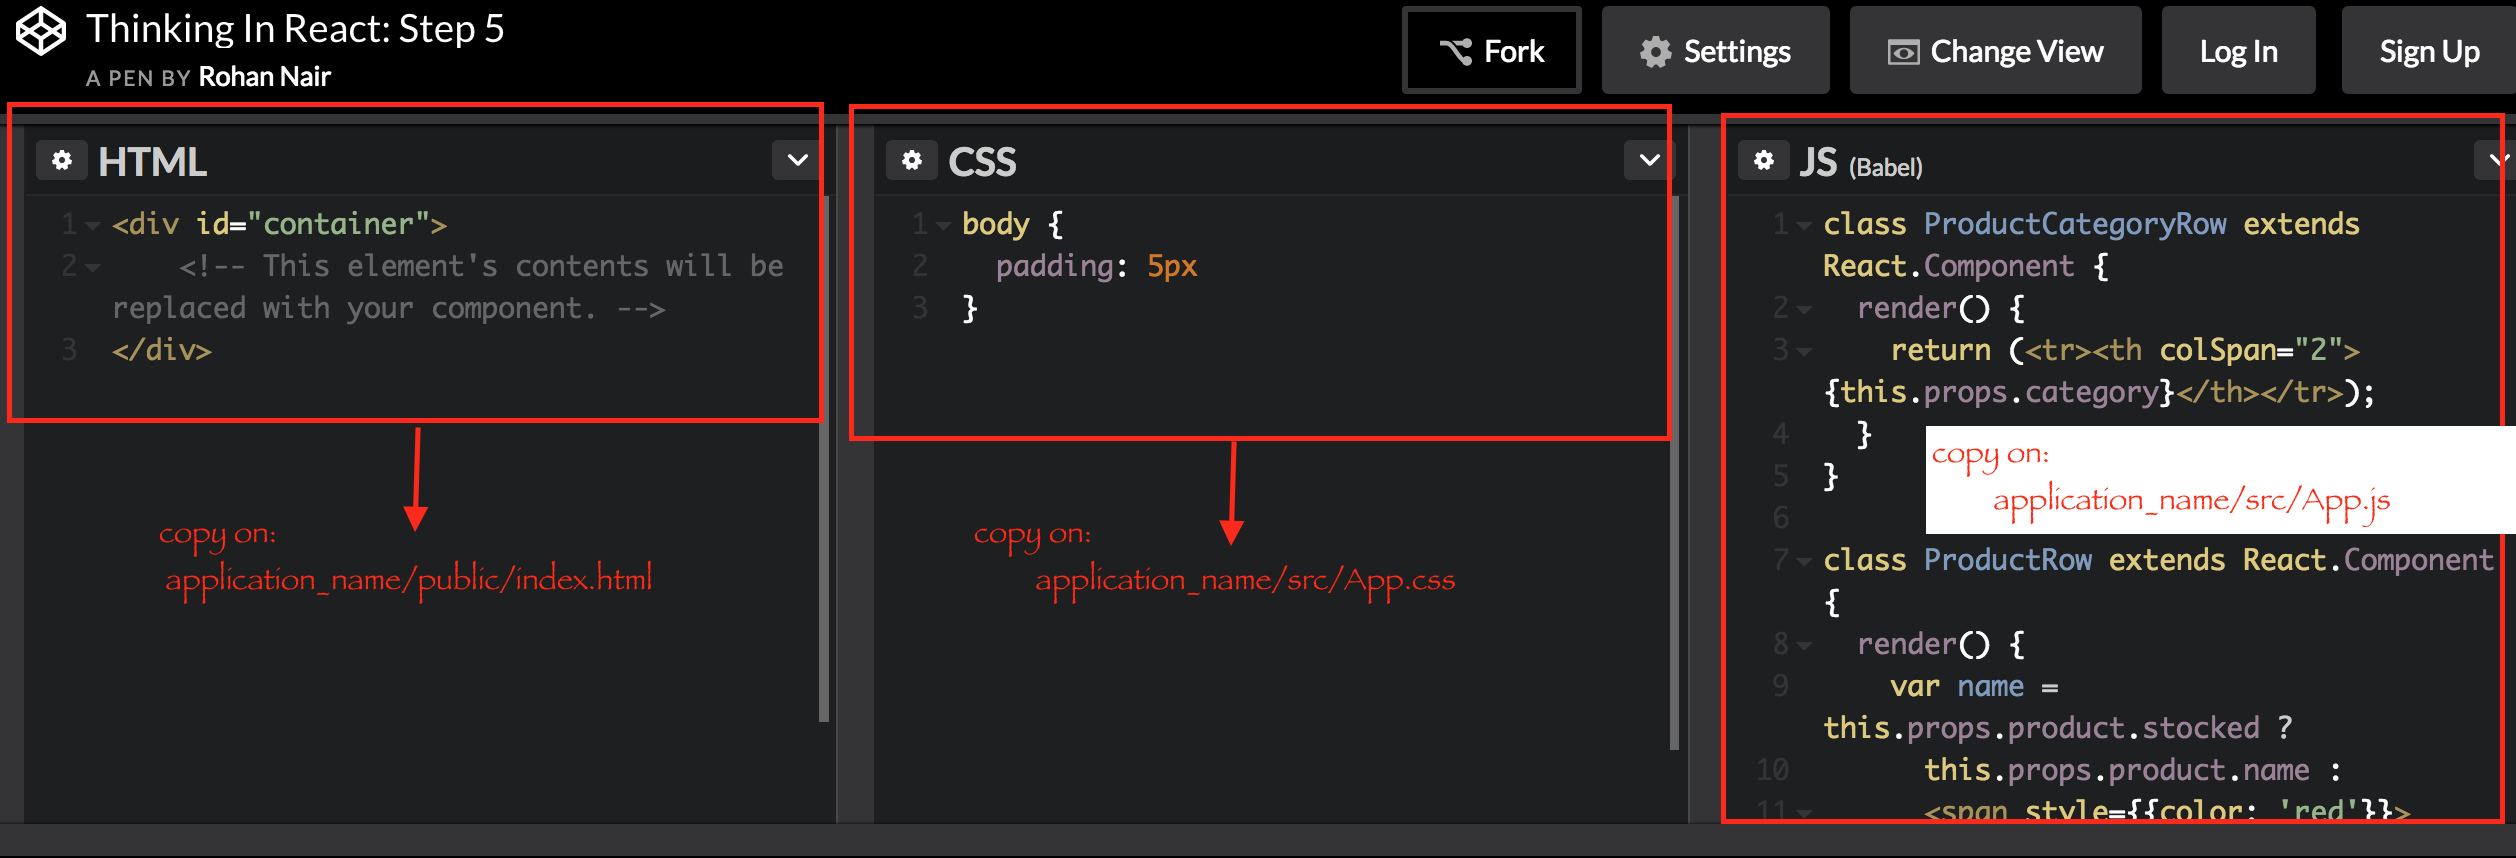 Thinking In React: Step 5
A PEN BY Rohan Nair
Fork
Settings
Change View
Log In
Sign Up
HTML
1 <div id="container">
2 <!-- This element's contents will be
replaced with your component. -->
3 </div>
copy on:
application_name/public/index.html
CSS
1 body {
2 padding: 5px
3 }
copy on:
application_name/src/App.css
JS (Babel)
1 class ProductCategoryRow extends
React.Component {
2 render() {
3 return (<tr><th colSpan="2">
{this.props.category}</th></tr>);
4 }
5 }
6
copy on:
application_name/src/App.js
7 class ProductRow extends React.Component
{
8 render() {
9 var name =
this.props.product.stocked ?
10 this.props.product.name :
11 <span style={{color: 'red'}}>